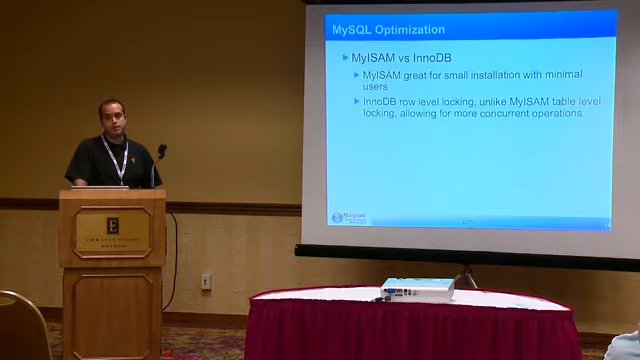 MySQL Optimization
MyISAM vs InnoDB
MyISAM great for small installation with minimal
users
InnoDB row level locking, unlike MyISAM table level
locking, allowing for more concurrent operations
Nagios
E